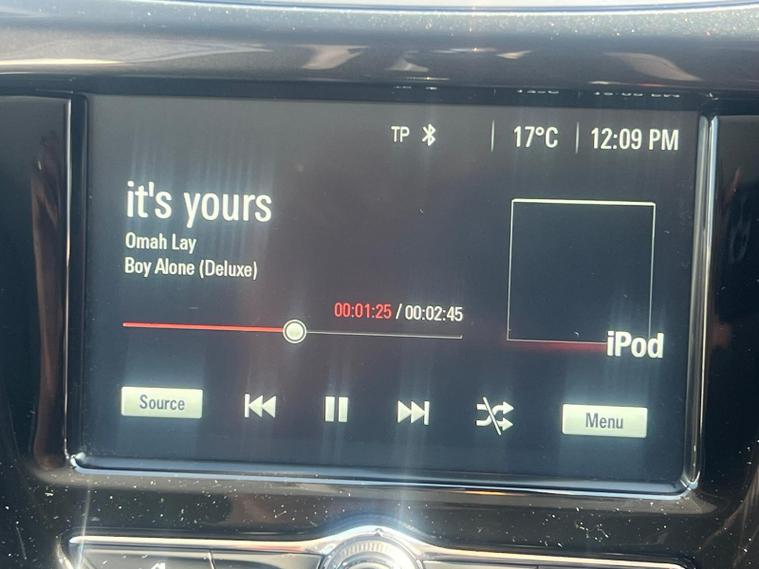 TP 17°C 12:09 PM
it's yours
Omah Lay
Boy Alone (Deluxe)
00:01:25 / 00:02:45
iPod
Source
Menu